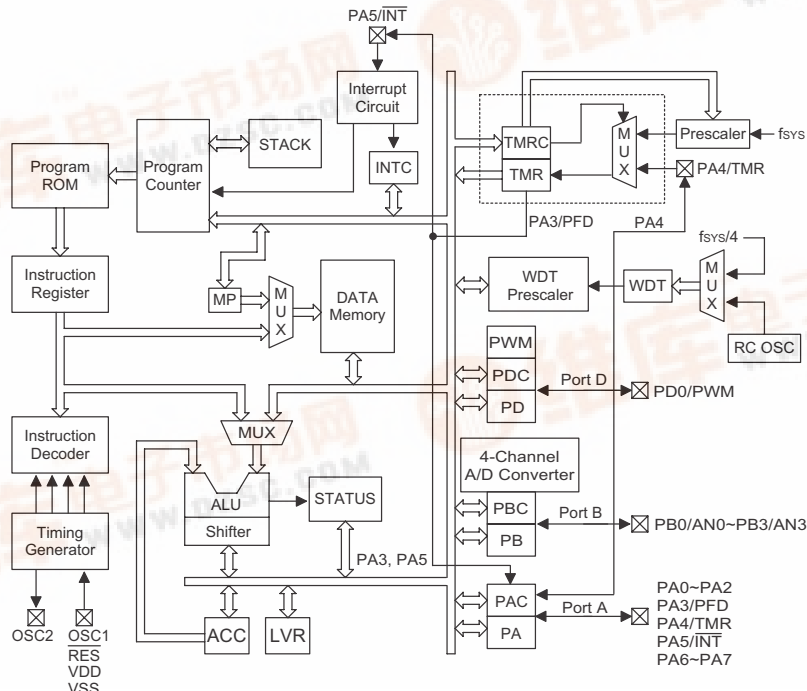 PA5/INT
Interrupt
Circuit
STACK
Program
Counter
Program
ROM
INTC
TMRC
TMR
MUX
Prescaler
fSYS
PA4/TMR
PA3/PFD
PA4
fSYS/4
Instruction
Register
MP
MUX
DATA
Memory
WDT
Prescaler
WDT
MUX
RC OSC
PWM
PDC
PD
Port D
PD0/PWM
MUX
Instruction
Decoder
ALU
Shifter
STATUS
4-Channel
A/D Converter
PBC
PB
Port B
PB0/AN0~PB3/AN3
Timing
Generator
PA3, PA5
PAC
PA
Port A
PA0~PA2
PA3/PFD
PA4/TMR
PA5/INT
PA6~PA7
OSC2
OSC1
RES
VDD
VSS
ACC
LVR